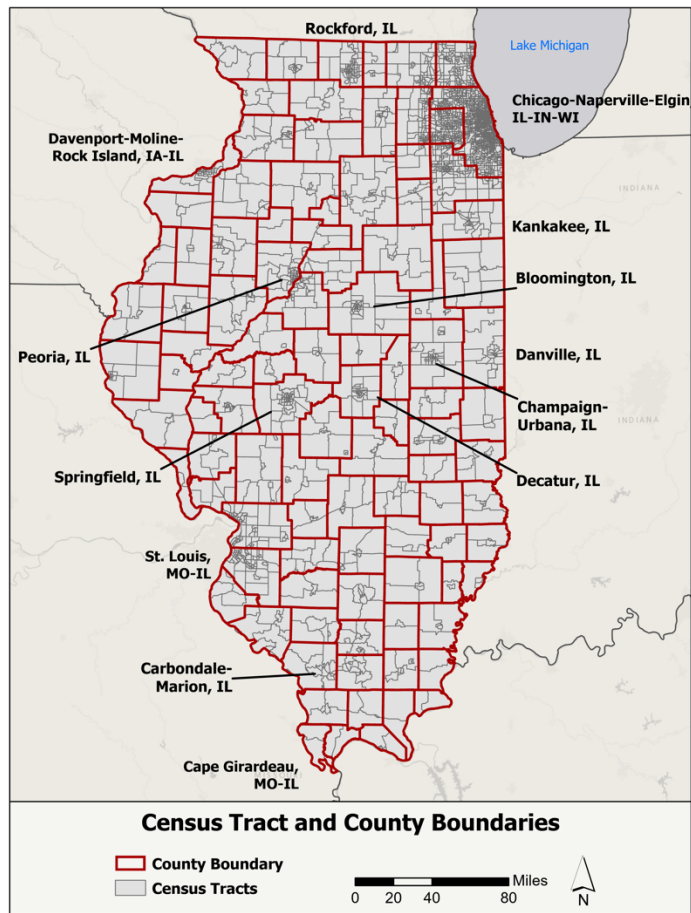 Rockford, IL
Lake Michigan
Chicago-Naperville-Elgin
IL-IN-WI
Davenport-Moline-
Rock Island, IA-IL
INDIANA
Kankakee, IL
Bloomington, IL
Peoria, IL
Danville, IL
Champaign-
Urbana, IL
INDIANA
Springfield, IL
Decatur, IL
St. Louis,
MO-IL
Carbondale-
Marion, IL
Cape Girardeau,
MO-IL
Census Tract and County Boundaries
County Boundary
Census Tracts
Miles
0 20 40 80
N